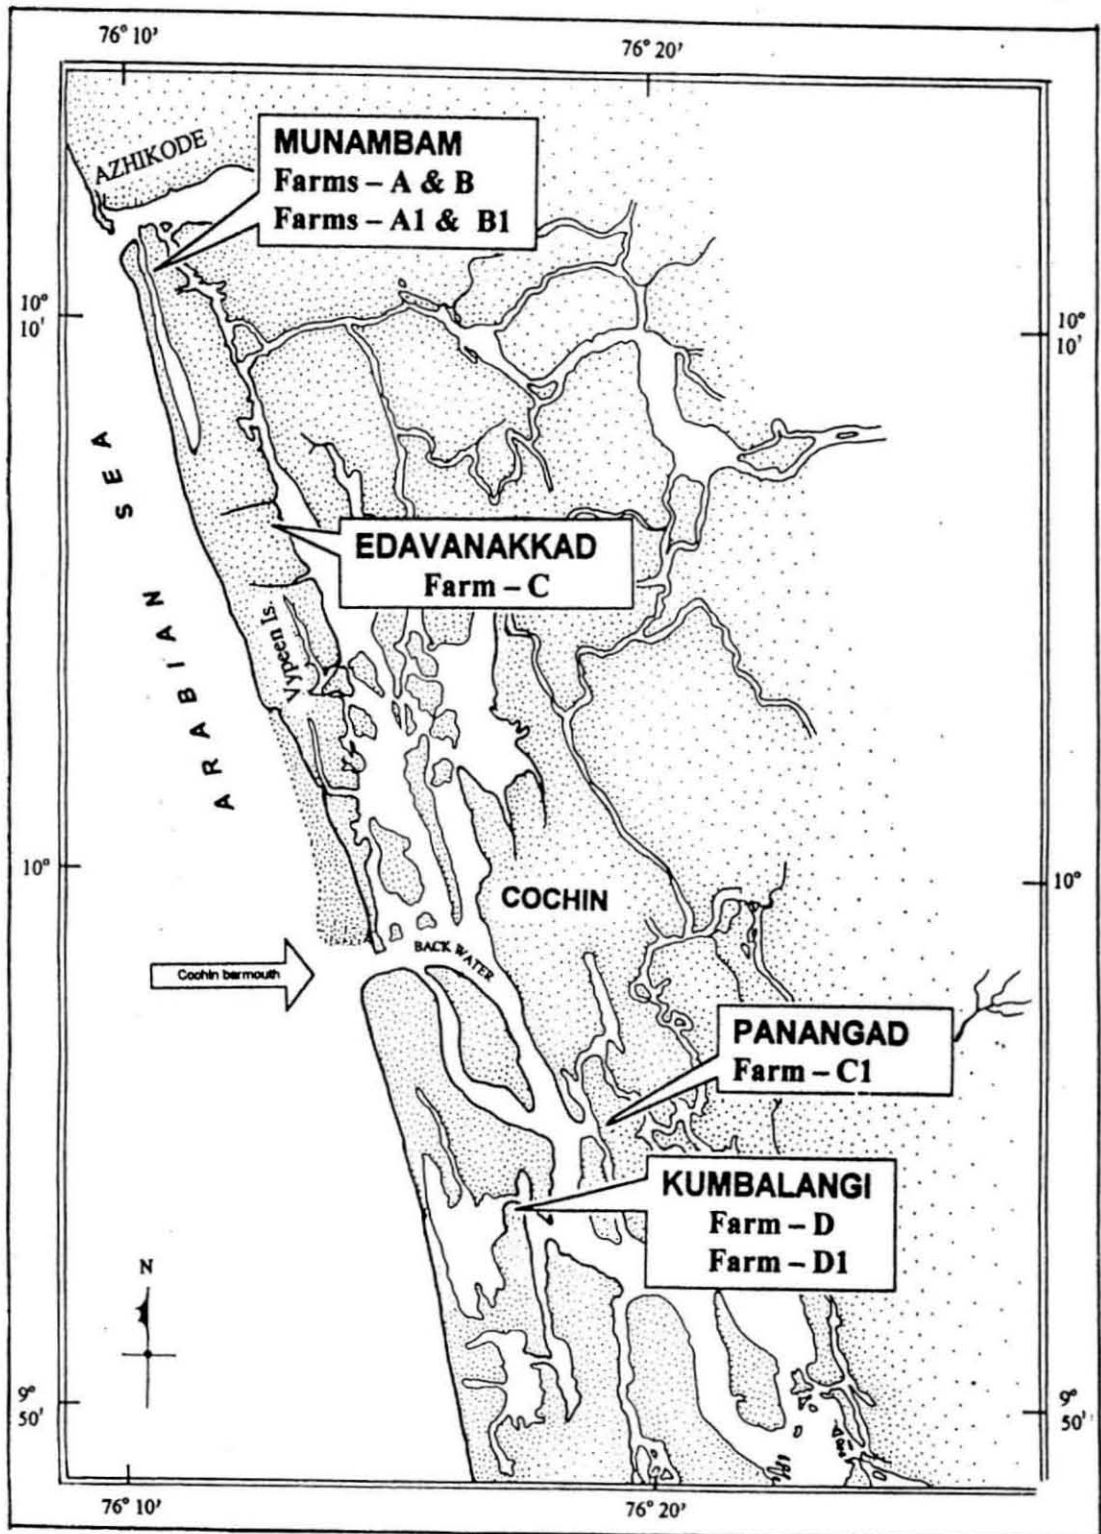 76° 10'
76° 20'
AZHIKODE
MUNAMBAM
Farms – A & B
Farms – A1 & B1
10°
10'
10°
10'
ARABIAN SEA
EDAVANAKKAD
Farm – C
Vypeen Is.
10°
10°
COCHIN
BACK WATER
Cochin barmouth
PANANGAD
Farm – C1
KUMBALANGI
Farm – D
Farm – D1
N
9°
50'
9°
50'
76° 10'
76° 20'